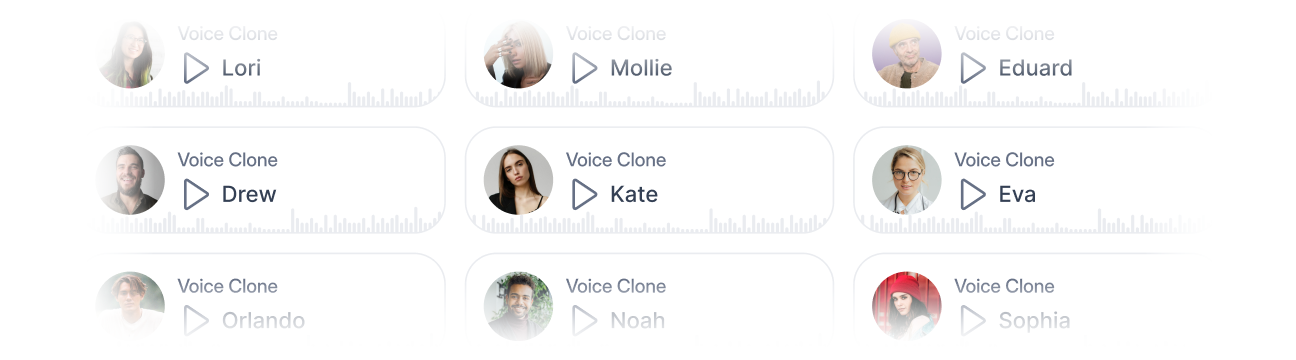 Voice Clone
Lori
Voice Clone
Mollie
Voice Clone
Eduard
Voice Clone
Drew
Voice Clone
Kate
Voice Clone
Eva
Voice Clone
Orlando
Voice Clone
Noah
Voice Clone
Sophia